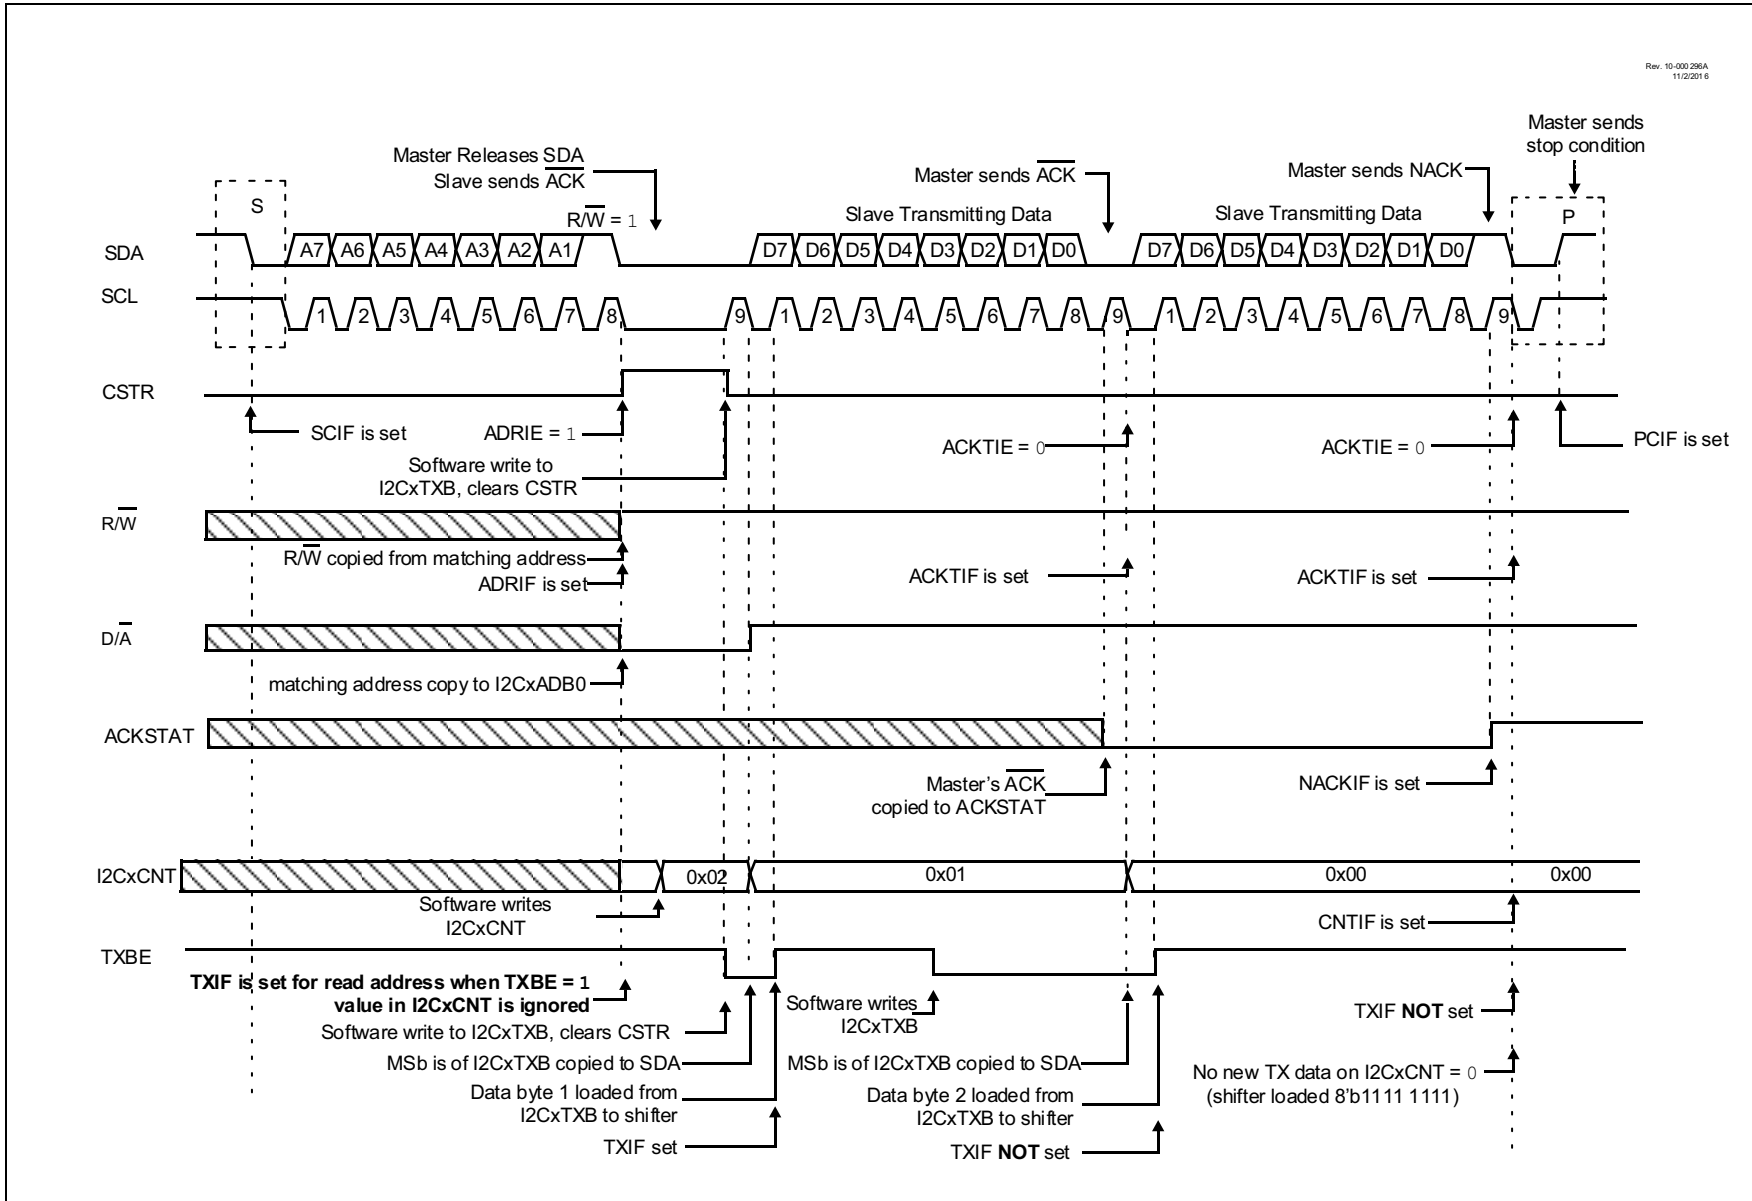 Rev. 10-000 296A
11/2/201 6
Master sends
stop condition
Master Releases SDA
Slave sends ACK
Master sends ACK
Master sends NACK
S
R/W = 1
Slave Transmitting Data
Slave Transmitting Data
P
SDA
A7 A6 A5 A4 A3 A2 A1
D7 D6 D5 D4 D3 D2 D1 D0
D7 D6 D5 D4 D3 D2 D1 D0
SCL
1 2 3 4 5 6 7 8 9 1 2 3 4 5 6 7 8 9 1 2 3 4 5 6 7 8 9
CSTR
SCIF is set
ADRIE = 1
ACKTIE = 0
ACKTIE = 0
PCIF is set
Software write to
I2CxTXB, clears CSTR
R/W
R/W copied from matching address
ADRIF is set
ACKTIF is set
ACKTIF is set
D/A
matching address copy to I2CxADB0
ACKSTAT
Master's ACK
copied to ACKSTAT
NACKIF is set
I2CxCNT
0x02
0x01
0x00
0x00
Software writes
I2CxCNT
CNTIF is set
TXBE
TXIF is set for read address when TXBE = 1
value in I2CxCNT is ignored
Software writes
I2CxTXB
TXIF NOT set
Software write to I2CxTXB, clears CSTR
MSb is of I2CxTXB copied to SDA
MSb is of I2CxTXB copied to SDA
No new TX data on I2CxCNT = 0
(shifter loaded 8'b1111 1111)
Data byte 1 loaded from
I2CxTXB to shifter
Data byte 2 loaded from
I2CxTXB to shifter
TXIF set
TXIF NOT set